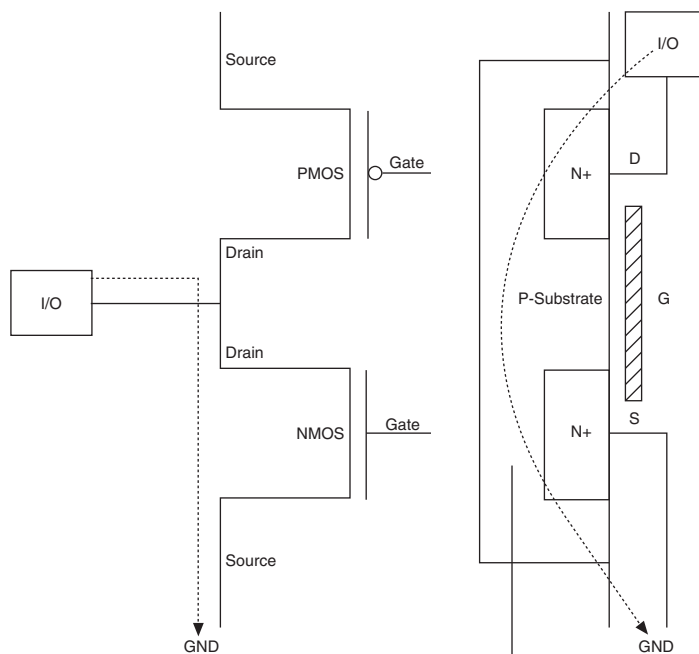 Source
PMOS
Gate
Drain
I/O
Drain
NMOS
Gate
Source
GND
I/O
D
N+
P-Substrate
G
S
N+
GND